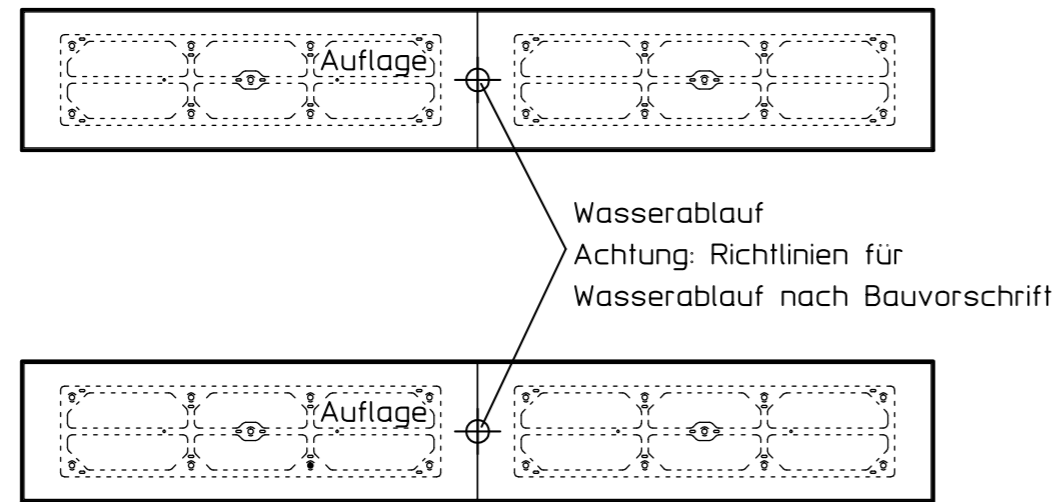 Auflage
Wasserablauf
Achtung: Richtlinien für
Wasserablauf nach Bauvorschrift
Auflage